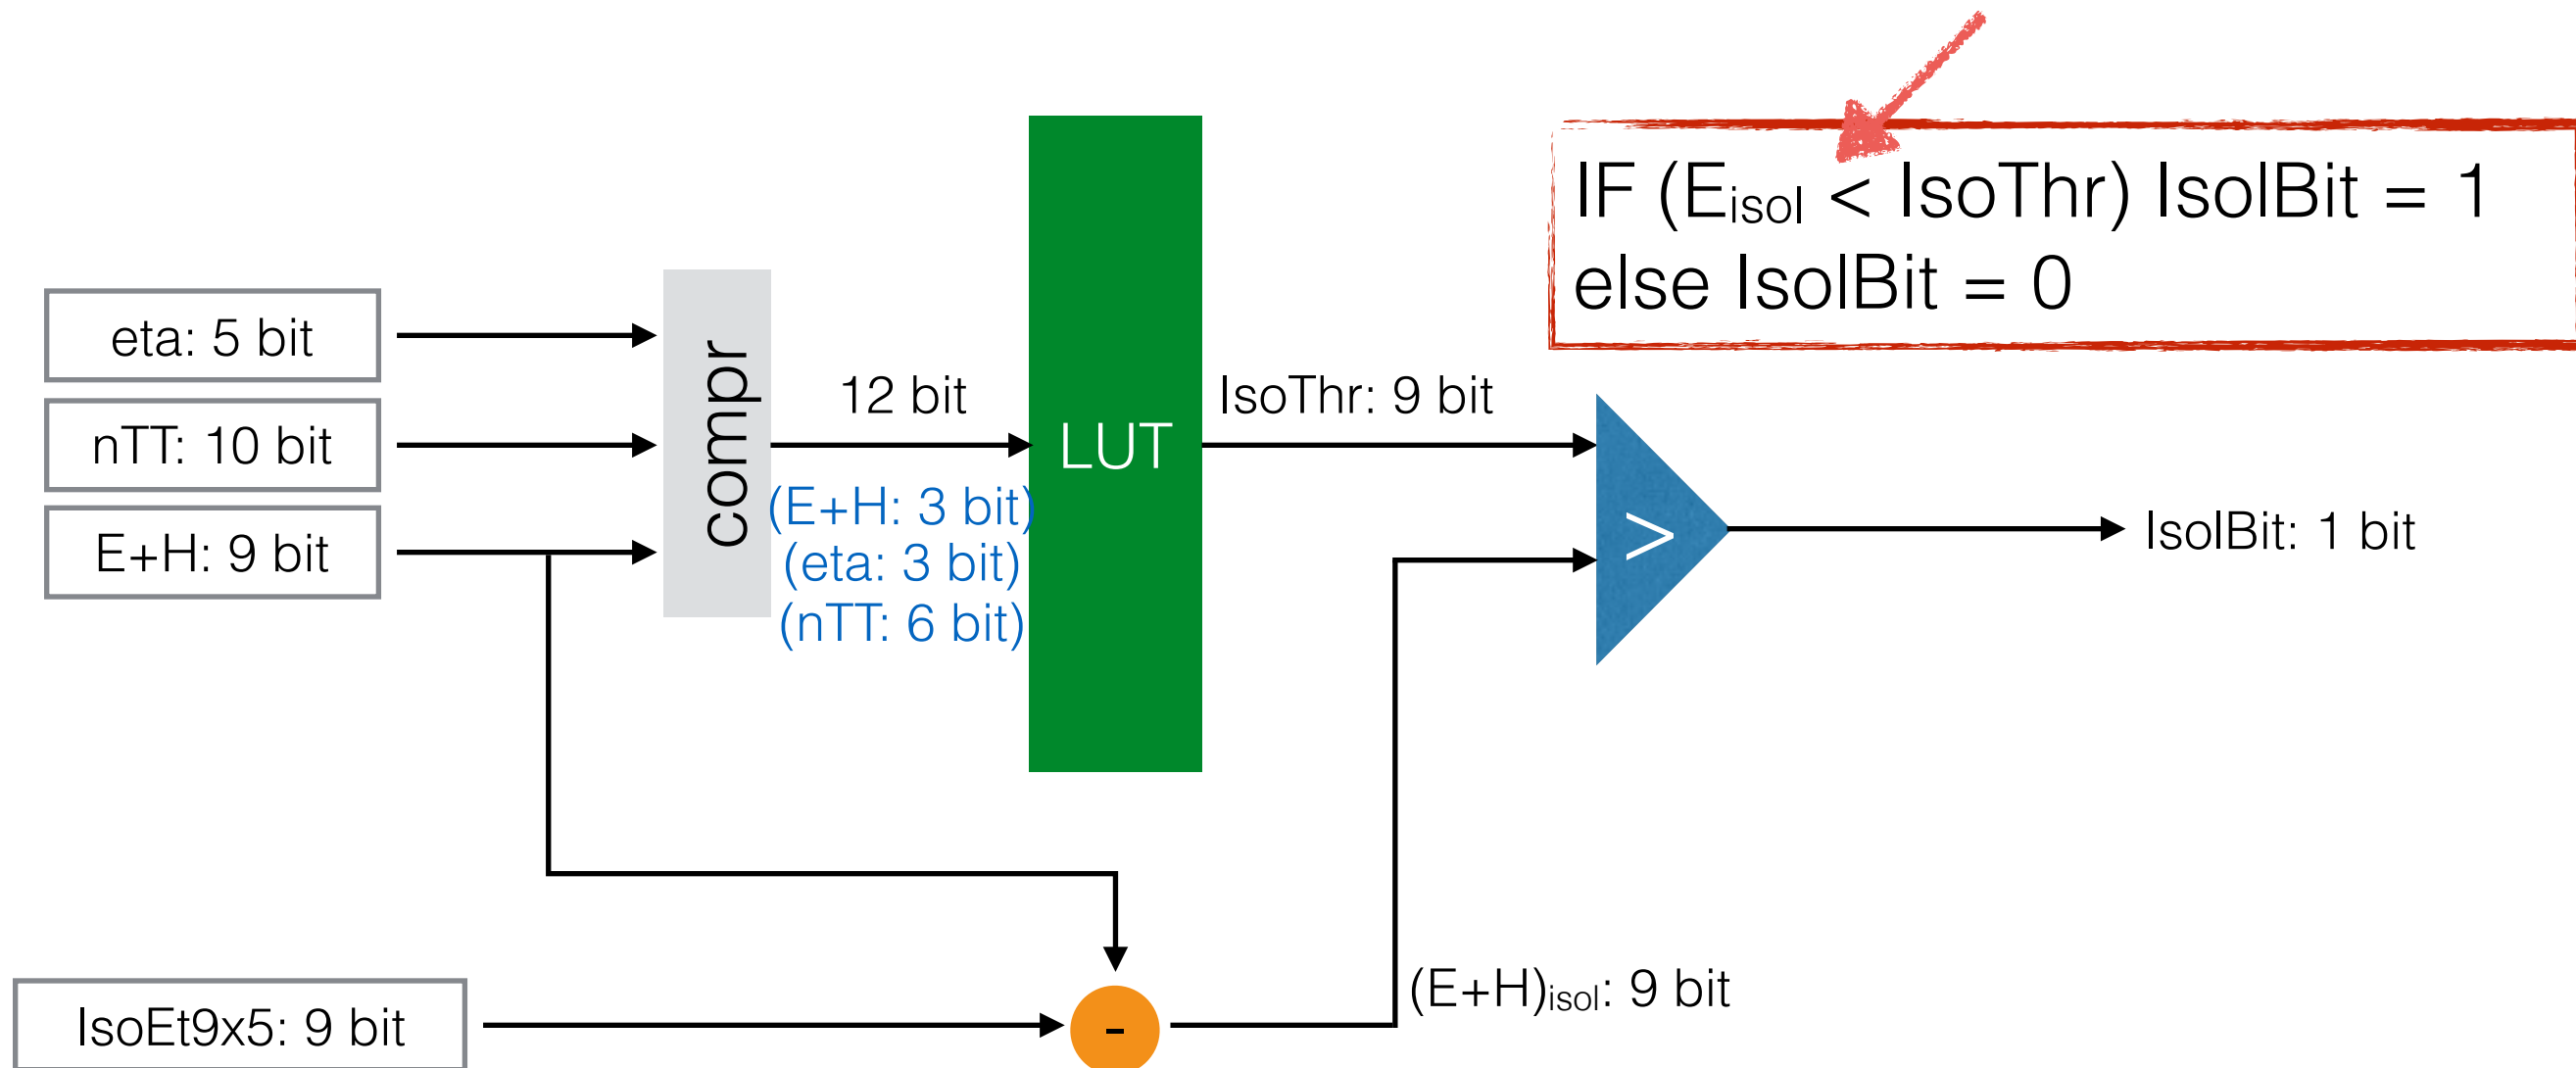 IF (Eisol < IsoThr) IsolBit = 1
else IsolBit = 0
eta: 5 bit
nTT: 10 bit
E+H: 9 bit
compr
12 bit
(E+H: 3 bit)
(eta: 3 bit)
(nTT: 6 bit)
LUT
IsoThr: 9 bit
>
IsolBit: 1 bit
IsoEt9x5: 9 bit
-
(E+H)isol: 9 bit